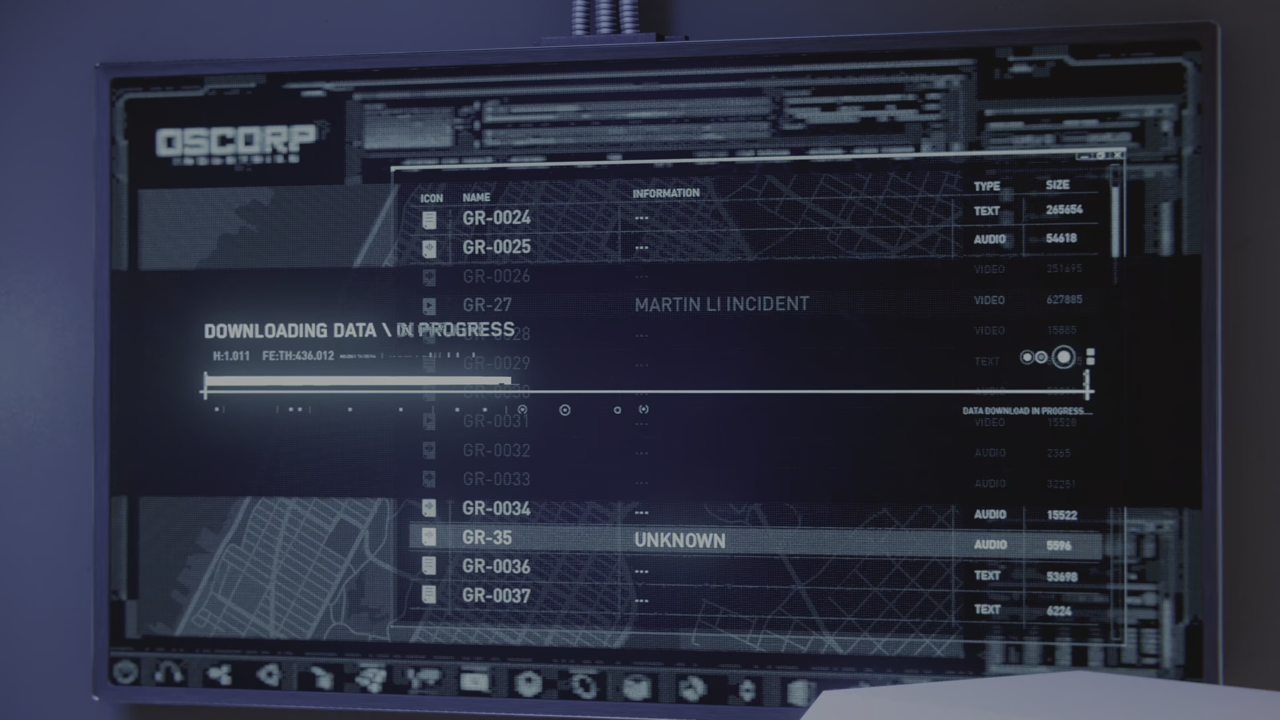 OSCORP
INDUSTRIES
ICON NAME INFORMATION TYPE SIZE
GR-0024 --- TEXT 265654
GR-0025 --- AUDIO 54618
GR-0026 --- VIDEO 251695
GR-27 MARTIN LI INCIDENT VIDEO 627885
DOWNLOADING DATA \ IN PROGRESS
--- VIDEO 15885
H:1.011 FE:TH:436.012
GR-0029 --- TEXT
DATA DOWNLOAD IN PROGRESS...
GR-0031 --- VIDEO 15528
GR-0032 --- AUDIO 2365
GR-0033 --- AUDIO 32251
GR-0034 --- AUDIO 15522
GR-35 UNKNOWN AUDIO 5596
GR-0036 --- TEXT 53698
GR-0037 --- TEXT 6224